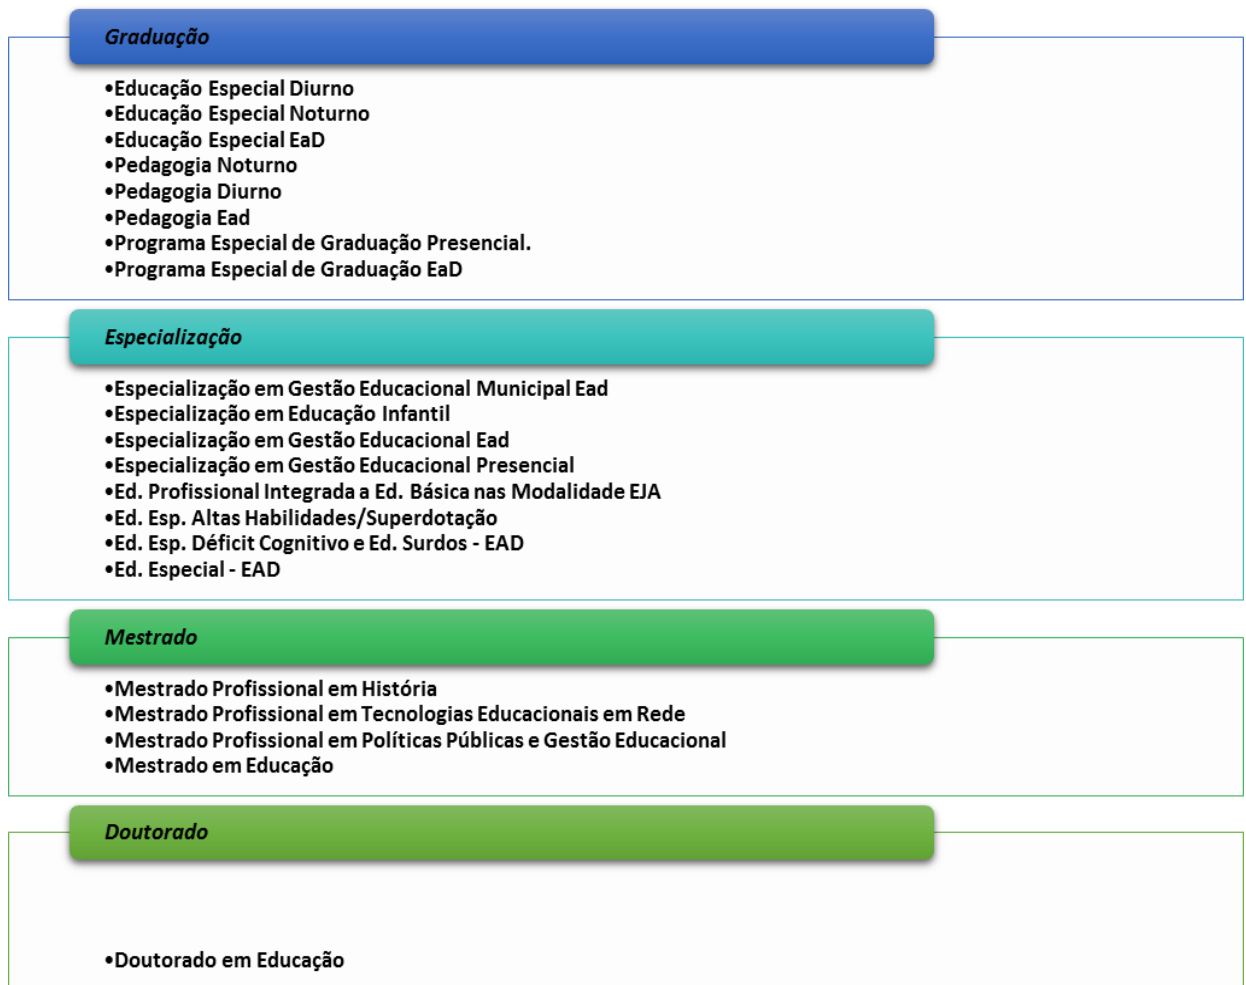 Graduação
•Educação Especial Diurno
•Educação Especial Noturno
•Educação Especial EaD
•Pedagogia Noturno
•Pedagogia Diurno
•Pedagogia Ead
•Programa Especial de Graduação Presencial.
•Programa Especial de Graduação EaD
Especialização
•Especialização em Gestão Educacional Municipal Ead
•Especialização em Educação Infantil
•Especialização em Gestão Educacional Ead
•Especialização em Gestão Educacional Presencial
•Ed. Profissional Integrada a Ed. Básica nas Modalidade EJA
•Ed. Esp. Altas Habilidades/Superdotação
•Ed. Esp. Déficit Cognitivo e Ed. Surdos - EAD
•Ed. Especial - EAD
Mestrado
•Mestrado Profissional em História
•Mestrado Profissional em Tecnologias Educacionais em Rede
•Mestrado Profissional em Políticas Públicas e Gestão Educacional
•Mestrado em Educação
Doutorado
•Doutorado em Educação